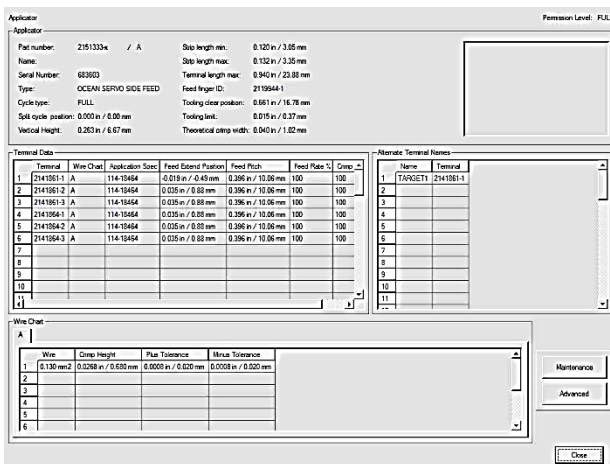 Applicator
Permission Level: FULL
Applicator
Part number: 2151333-x / A Strip length min: 0.120 in / 3.05 mm
Name: Strip length max: 0.132 in / 3.35 mm
Serial Number: 683603 Terminal length max: 0.940 in / 23.88 mm
Type: OCEAN SERVO SIDE FEED Feed finger ID: 2119944-1
Cycle type: FULL Tooling clear position: 0.661 in / 16.78 mm
Split cycle position: 0.000 in / 0.00 mm Tooling limit: 0.015 in / 0.37 mm
Vertical Height: 0.263 in / 6.67 mm Theoretical crimp width: 0.040 in / 1.02 mm
Terminal Data
Terminal Wire Chart Application Spec Feed Extend Position Feed Pitch Feed Rate % Crimp
1 2141861-1 A 114-18464 -0.019 in / -0.49 mm 0.396 in / 10.06 mm 100 100
2 2141861-2 A 114-18464 0.035 in / 0.88 mm 0.396 in / 10.06 mm 100 100
3 2141861-3 A 114-18464 0.035 in / 0.88 mm 0.396 in / 10.06 mm 100 100
4 2141864-1 A 114-18464 0.035 in / 0.88 mm 0.396 in / 10.06 mm 100 100
5 2141864-2 A 114-18464 0.035 in / 0.88 mm 0.396 in / 10.06 mm 100 100
6 2141864-3 A 114-18464 0.035 in / 0.88 mm 0.396 in / 10.06 mm 100 100
7
8
9
10
11
Alternate Terminal Names
Name Terminal
1 TARGET1 2141861-1
2
3
4
5
6
7
8
9
10
11
Wire Chart
A
Wire Crimp Height Plus Tolerance Minus Tolerance
1 0.130 mm2 0.0268 in / 0.680 mm 0.0008 in / 0.020 mm 0.0008 in / 0.020 mm
2
3
4
5
6
Maintenance
Advanced
Close